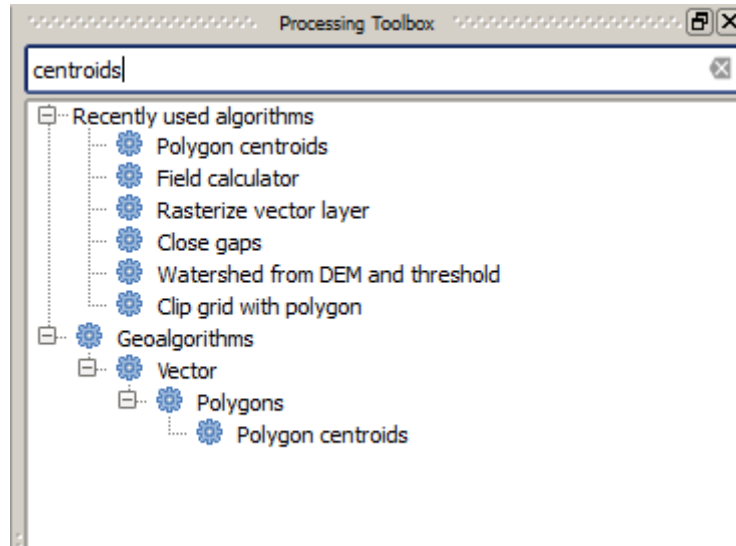 Processing Toolbox
centroids
Recently used algorithms
Polygon centroids
Field calculator
Rasterize vector layer
Close gaps
Watershed from DEM and threshold
Clip grid with polygon
Geoalgorithms
Vector
Polygons
Polygon centroids